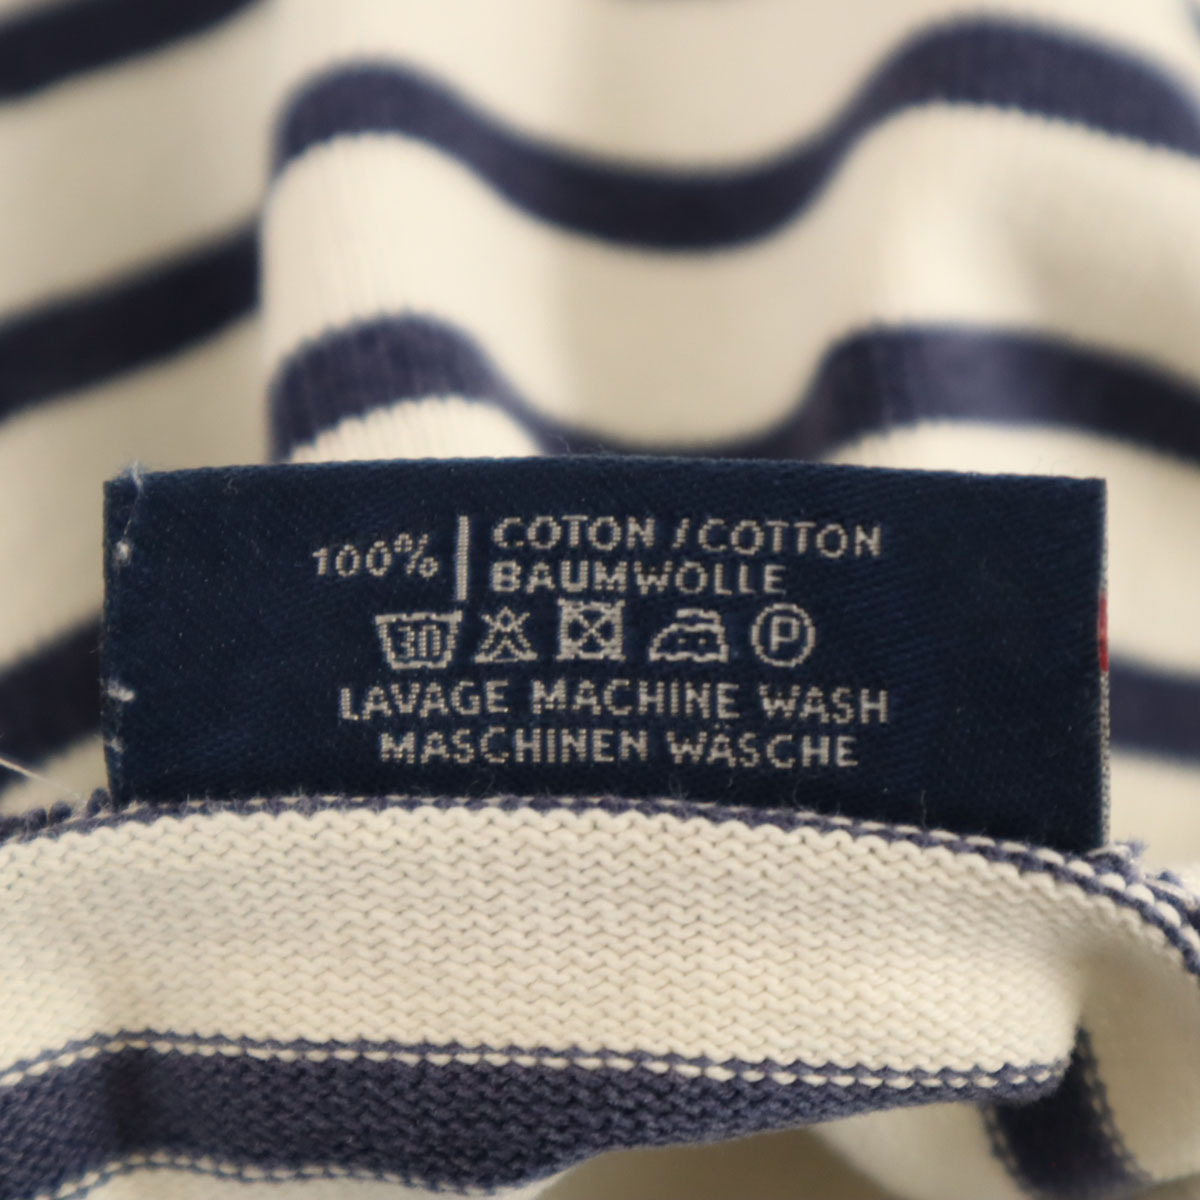 100% COTON / COTTON
BAUMWOLLE
30 P
LAVAGE MACHINE WASH
MASCHINEN WÄSCHE